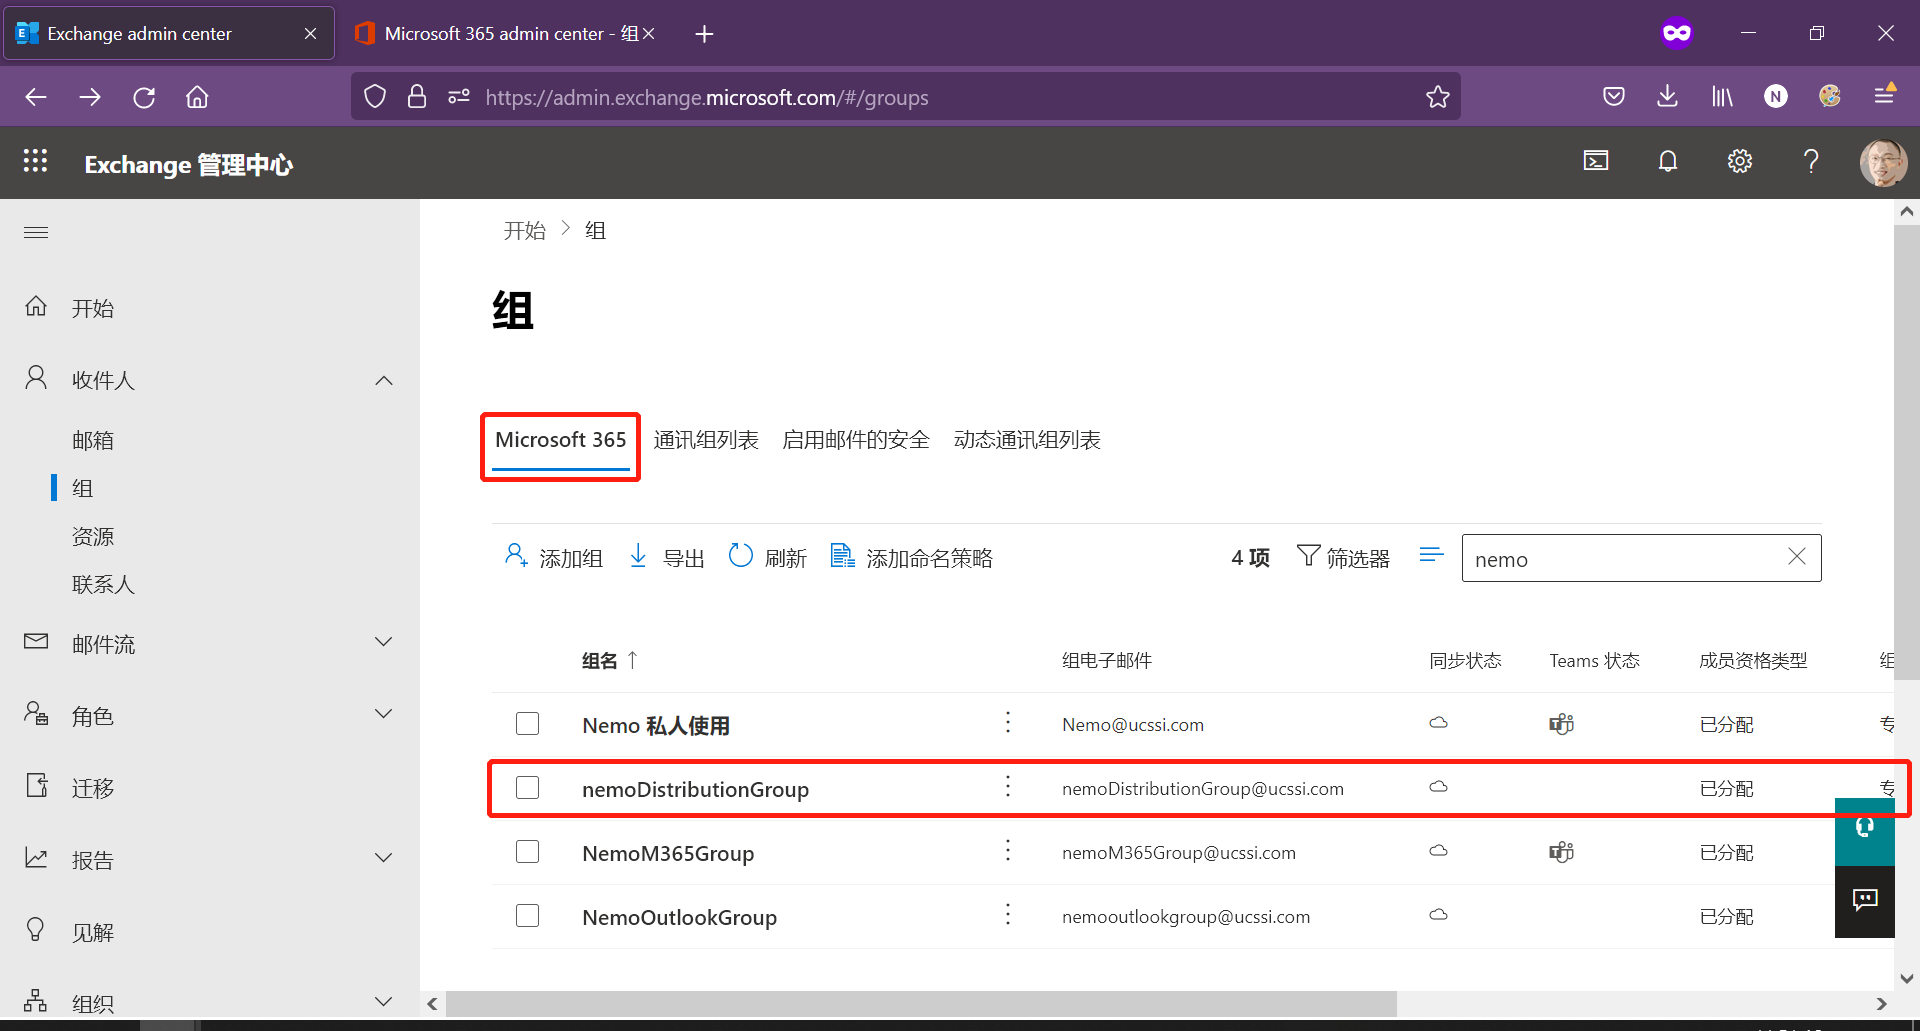 Exchange admin center
Microsoft 365 admin center - 组
https://admin.exchange.microsoft.com/#/groups
N
Exchange 管理中心
开始
收件人
邮箱
组
资源
联系人
邮件流
角色
迁移
报告
见解
组织
开始 > 组
组
Microsoft 365 通讯组列表 启用邮件的安全 动态通讯组列表
添加组 导出 刷新 添加命名策略 4 项 筛选器 nemo
组名 ↑ 组电子邮件 同步状态 Teams 状态 成员资格类型 组
Nemo 私人使用 Nemo@ucssi.com 已分配 专
nemoDistributionGroup nemoDistributionGroup@ucssi.com 已分配 专
NemoM365Group nemoM365Group@ucssi.com 已分配
NemoOutlookGroup nemooutlookgroup@ucssi.com 已分配